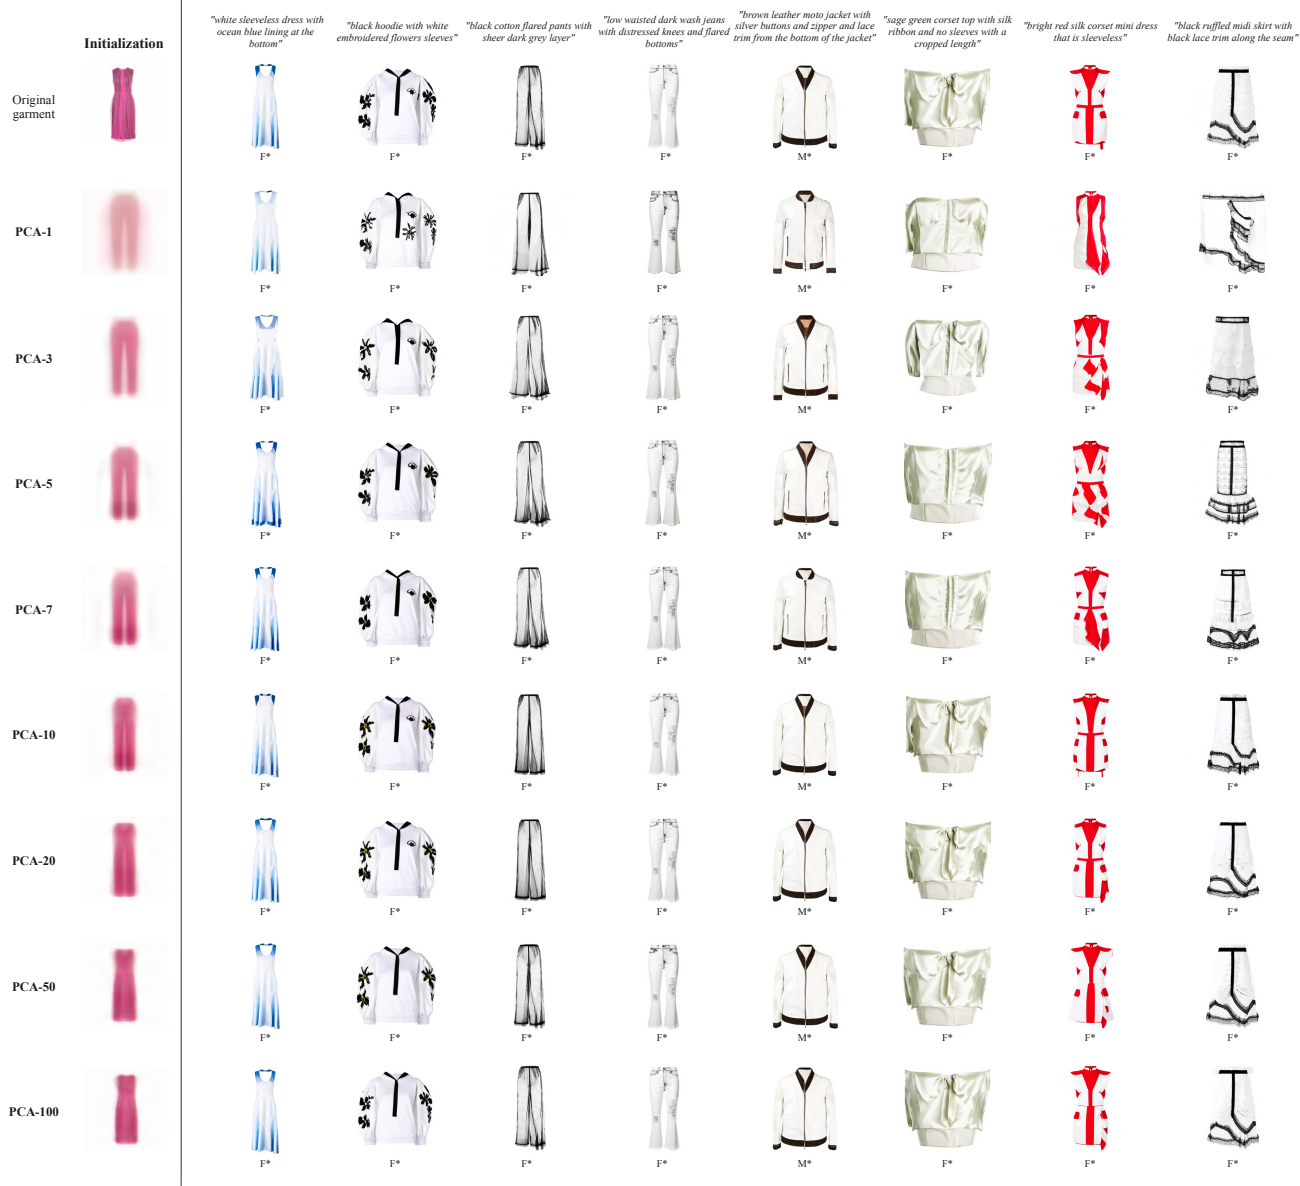 Initialization
"white sleeveless dress with
ocean blue lining at the
bottom"
"black hoodie with white
embroidered flowers sleeves"
"black cotton flared pants with
sheer dark grey layer"
"low waisted dark wash jeans
with distressed knees and flared
bottoms"
"brown leather moto jacket with
silver buttons and zipper and lace
trim from the bottom of the jacket"
"sage green corset top with silk
ribbon and no sleeves with a
cropped length"
"bright red silk corset mini dress
that is sleeveless"
"black ruffled midi skirt with
black lace trim along the seam"
Original
garment
F* F* F* F* M* F* F* F*
PCA-1
F* F* F* F* M* F* F* F*
PCA-3
F* F* F* F* M* F* F* F*
PCA-5
F* F* F* F* M* F* F* F*
PCA-7
F* F* F* F* M* F* F* F*
PCA-10
F* F* F* F* M* F* F* F*
PCA-20
F* F* F* F* M* F* F* F*
PCA-50
F* F* F* F* M* F* F* F*
PCA-100
F* F* F* F* M* F* F* F*